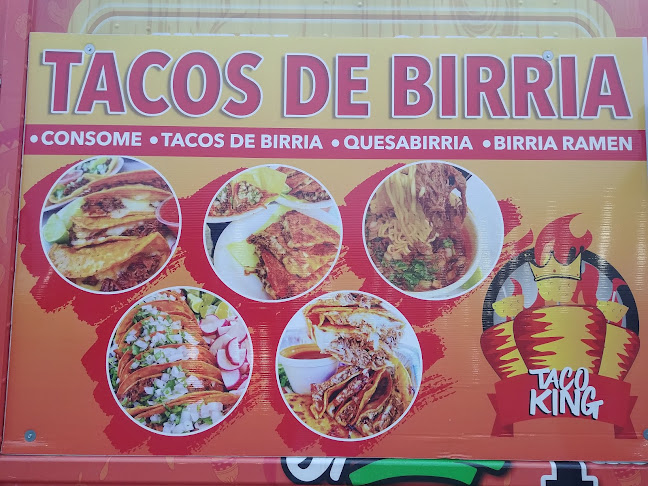 TACOS DE BIRRIA
• CONSOME • TACOS DE BIRRIA • QUESABIRRIA • BIRRIA RAMEN
TACO
KING